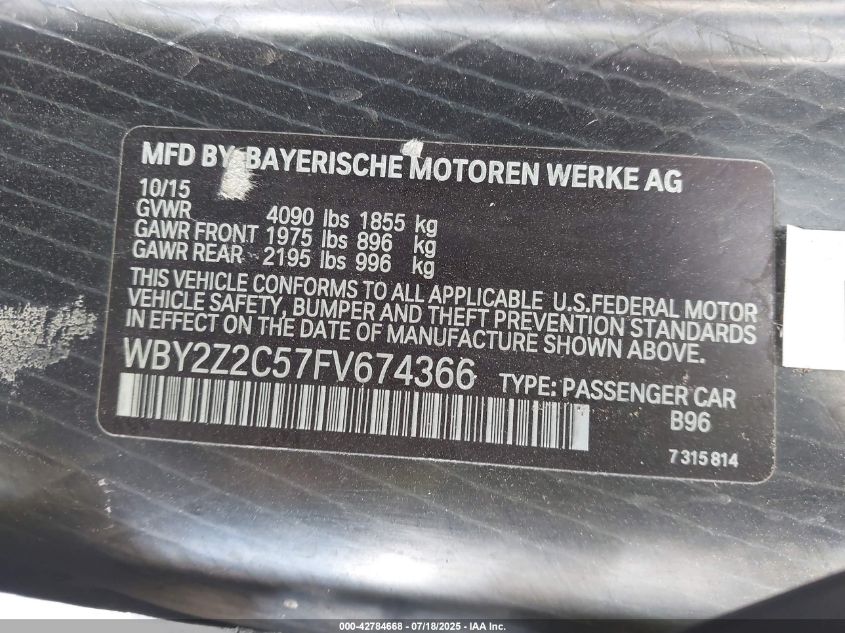 MFD BY BAYERISCHE MOTOREN WERKE AG
10/15
GVWR 4090 lbs 1855 kg
GAWR FRONT 1975 lbs 896 kg
GAWR REAR 2195 lbs 996 kg
THIS VEHICLE CONFORMS TO ALL APPLICABLE U.S.FEDERAL MOTOR
VEHICLE SAFETY, BUMPER AND THEFT PREVENTION STANDARDS
IN EFFECT ON THE DATE OF MANUFACTURE SHOWN ABOVE.
WBY2Z2C57FV674366 TYPE: PASSENGER CAR
B96
7 315 814
000-42784668 - 07/18/2025 - IAA Inc.